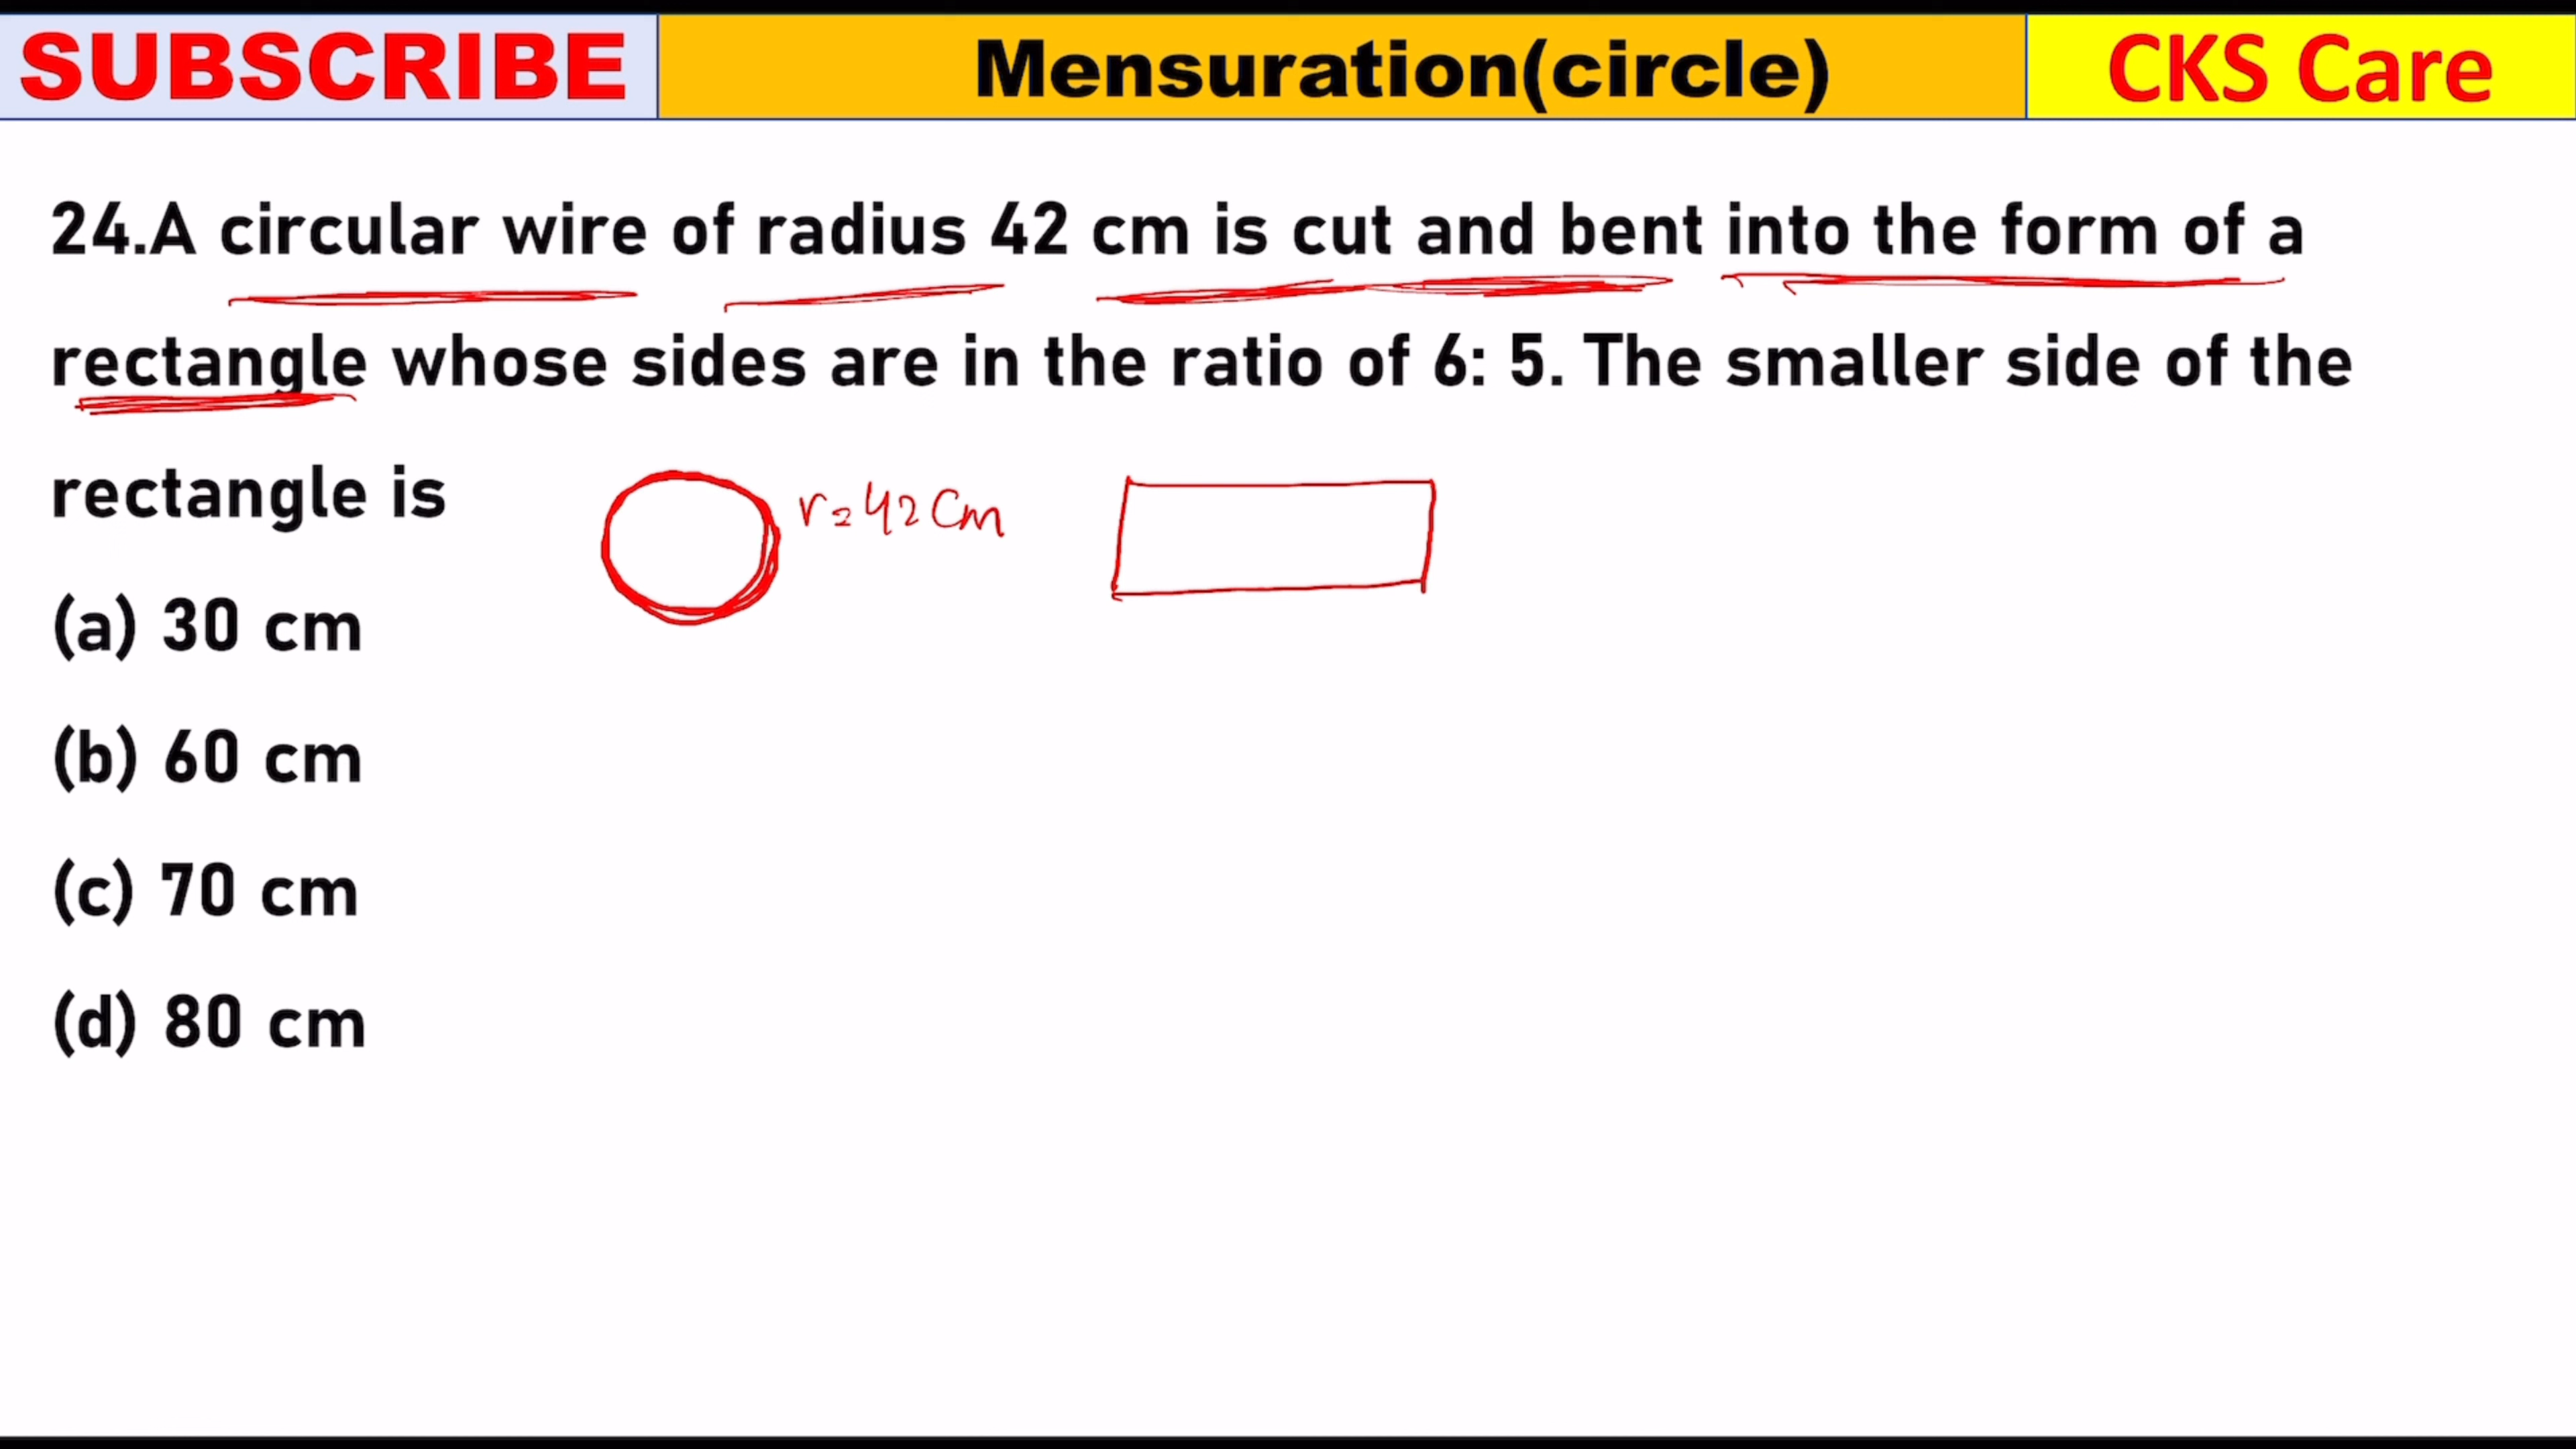 SUBSCRIBE
Mensuration(circle)
CKS Care
24.A circular wire of radius 42 cm is cut and bent into the form of a
rectangle whose sides are in the ratio of 6: 5. The smaller side of the
rectangle is
r=42 cm
(a) 30 cm
(b) 60 cm
(c) 70 cm
(d) 80 cm